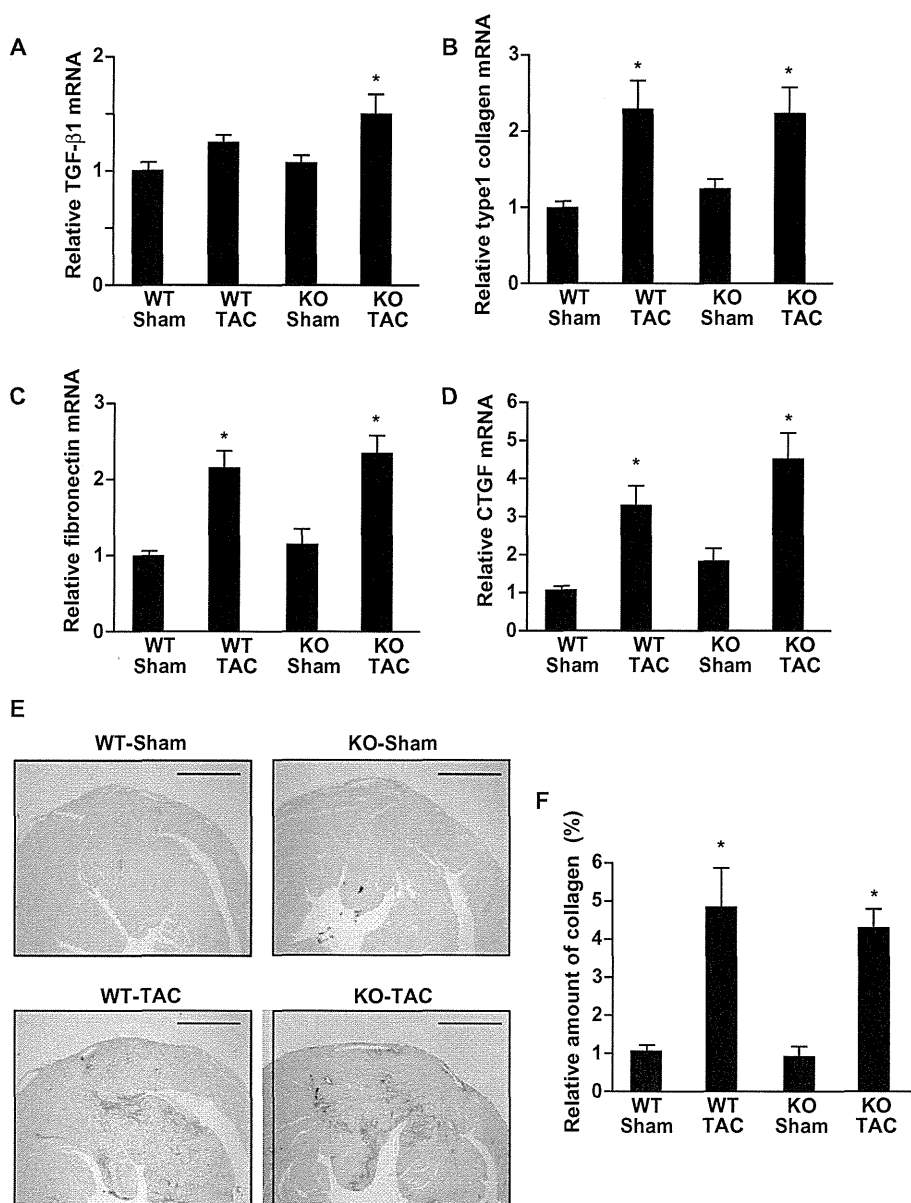 A
Relative TGF-β1 mRNA
2
1
0
WT Sham
WT TAC
KO Sham
KO TAC
*
B
Relative type1 collagen mRNA
3
2
1
0
WT Sham
WT TAC
KO Sham
KO TAC
*
*
C
Relative fibronectin mRNA
3
2
1
0
WT Sham
WT TAC
KO Sham
KO TAC
*
*
D
Relative CTGF mRNA
6
5
4
3
2
1
0
WT Sham
WT TAC
KO Sham
KO TAC
*
*
E
WT-Sham
KO-Sham
WT-TAC
KO-TAC
F
Relative amount of collagen (%)
6
5
4
3
2
1
0
WT Sham
WT TAC
KO Sham
KO TAC
*
*